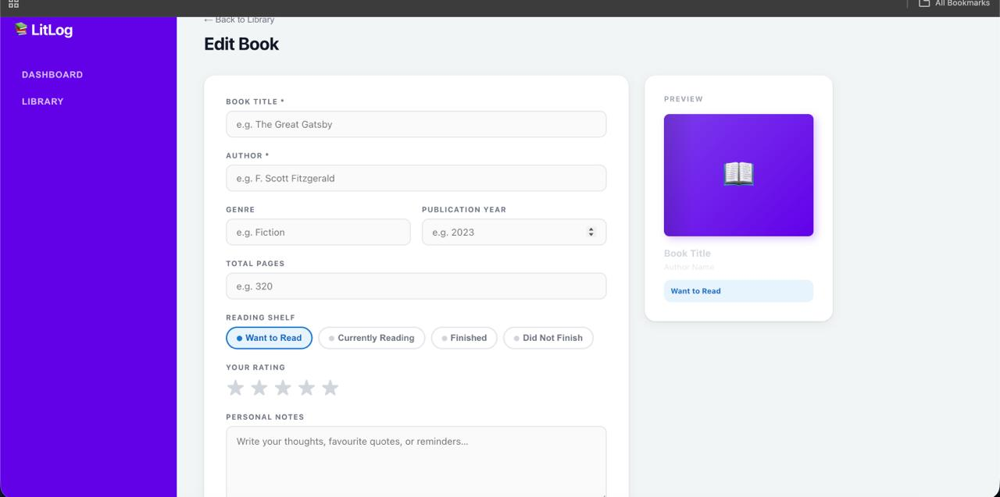 All Bookmarks
LitLog
DASHBOARD
LIBRARY
← Back to Library
Edit Book
BOOK TITLE *
e.g. The Great Gatsby
AUTHOR *
e.g. F. Scott Fitzgerald
GENRE
PUBLICATION YEAR
e.g. Fiction
e.g. 2023
TOTAL PAGES
e.g. 320
READING SHELF
Want to Read
Currently Reading
Finished
Did Not Finish
YOUR RATING
PERSONAL NOTES
Write your thoughts, favourite quotes, or reminders...
PREVIEW
Book Title
Author Name
Want to Read